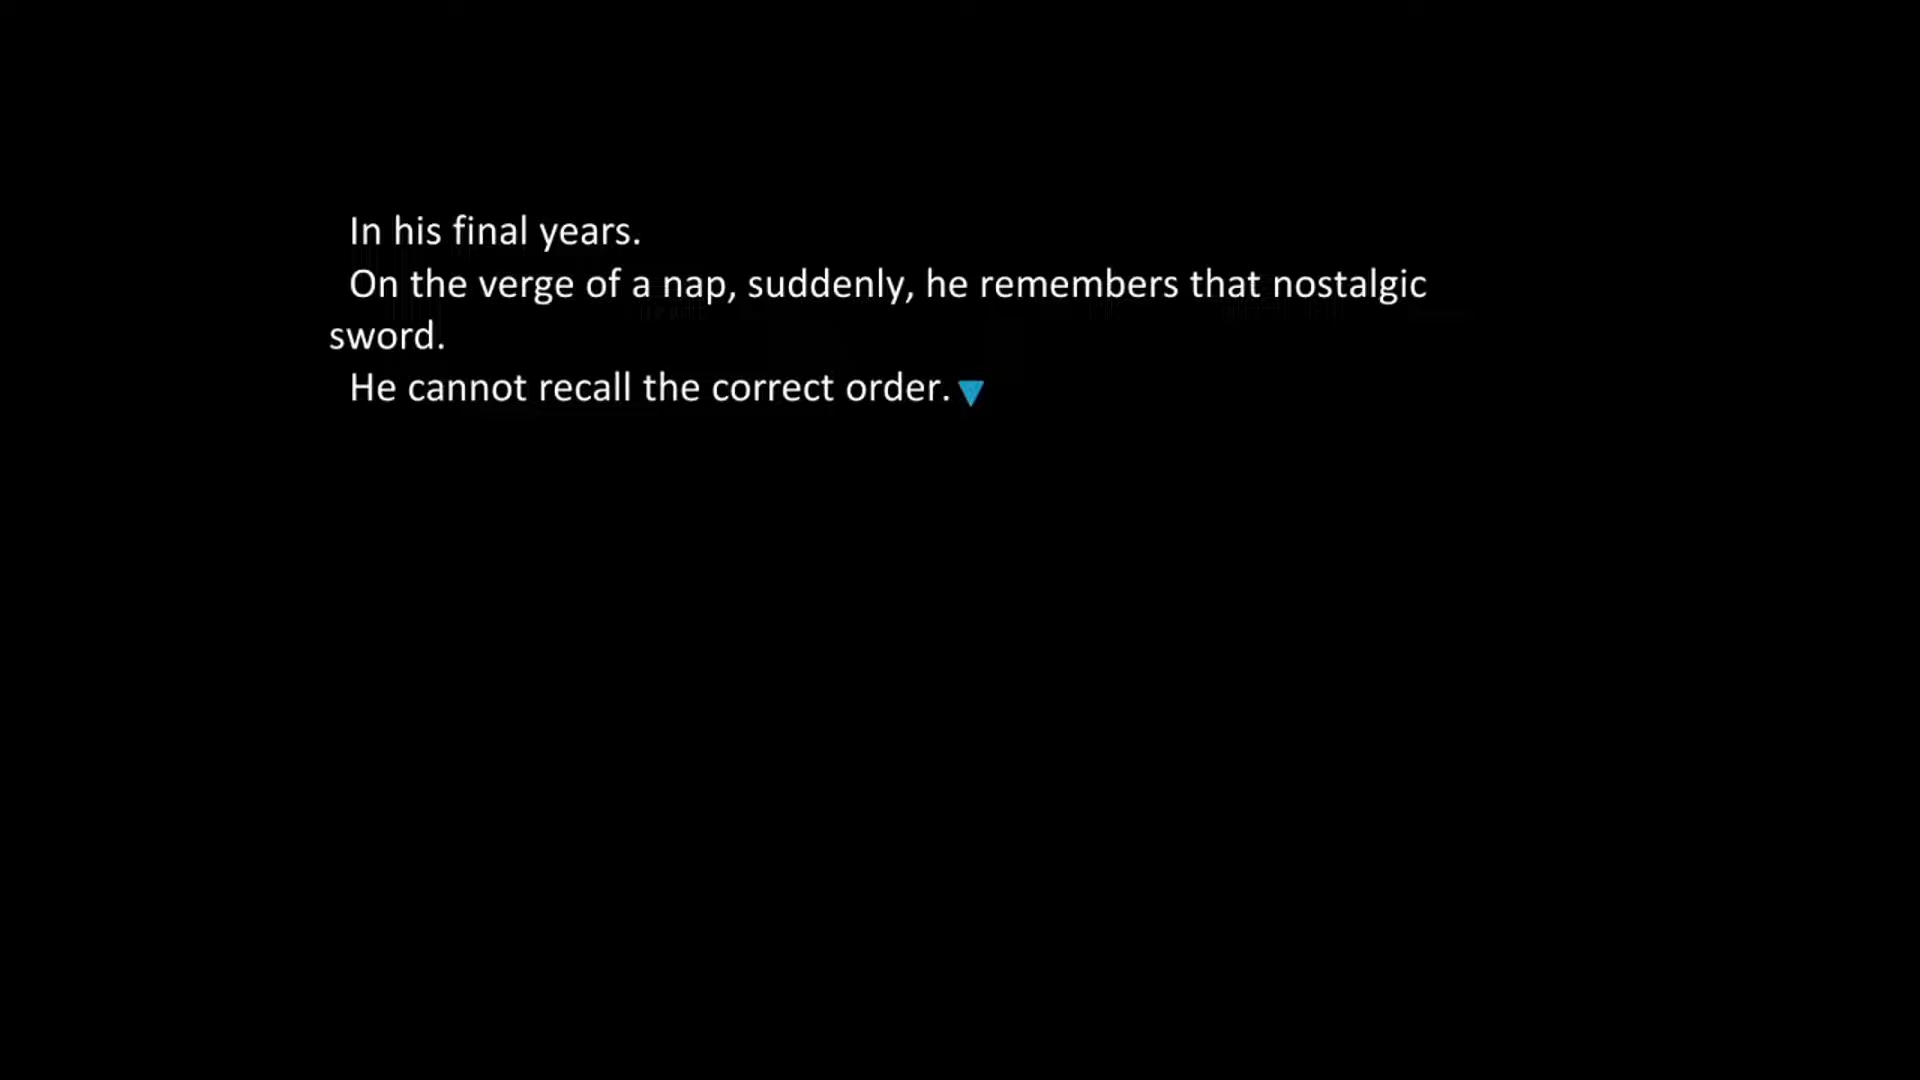 In his final years.
On the verge of a nap, suddenly, he remembers that nostalgic
sword.
He cannot recall the correct order.